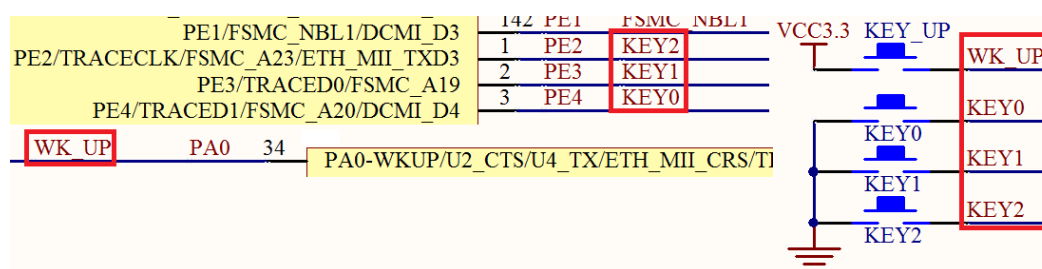 PE1/FSMC_NBL1/DCMI_D3 142 PE1 FSMC_NBL1
PE2/TRACECLK/FSMC_A23/ETH_MII_TXD3 1 PE2 KEY2
PE3/TRACED0/FSMC_A19 2 PE3 KEY1
PE4/TRACED1/FSMC_A20/DCMI_D4 3 PE4 KEY0
WK_UP PA0 34 PA0-WKUP/U2_CTS/U4_TX/ETH_MII_CRS/
VCC3.3 KEY_UP
WK_UP
KEY0
KEY0
KEY1
KEY1
KEY2
KEY2